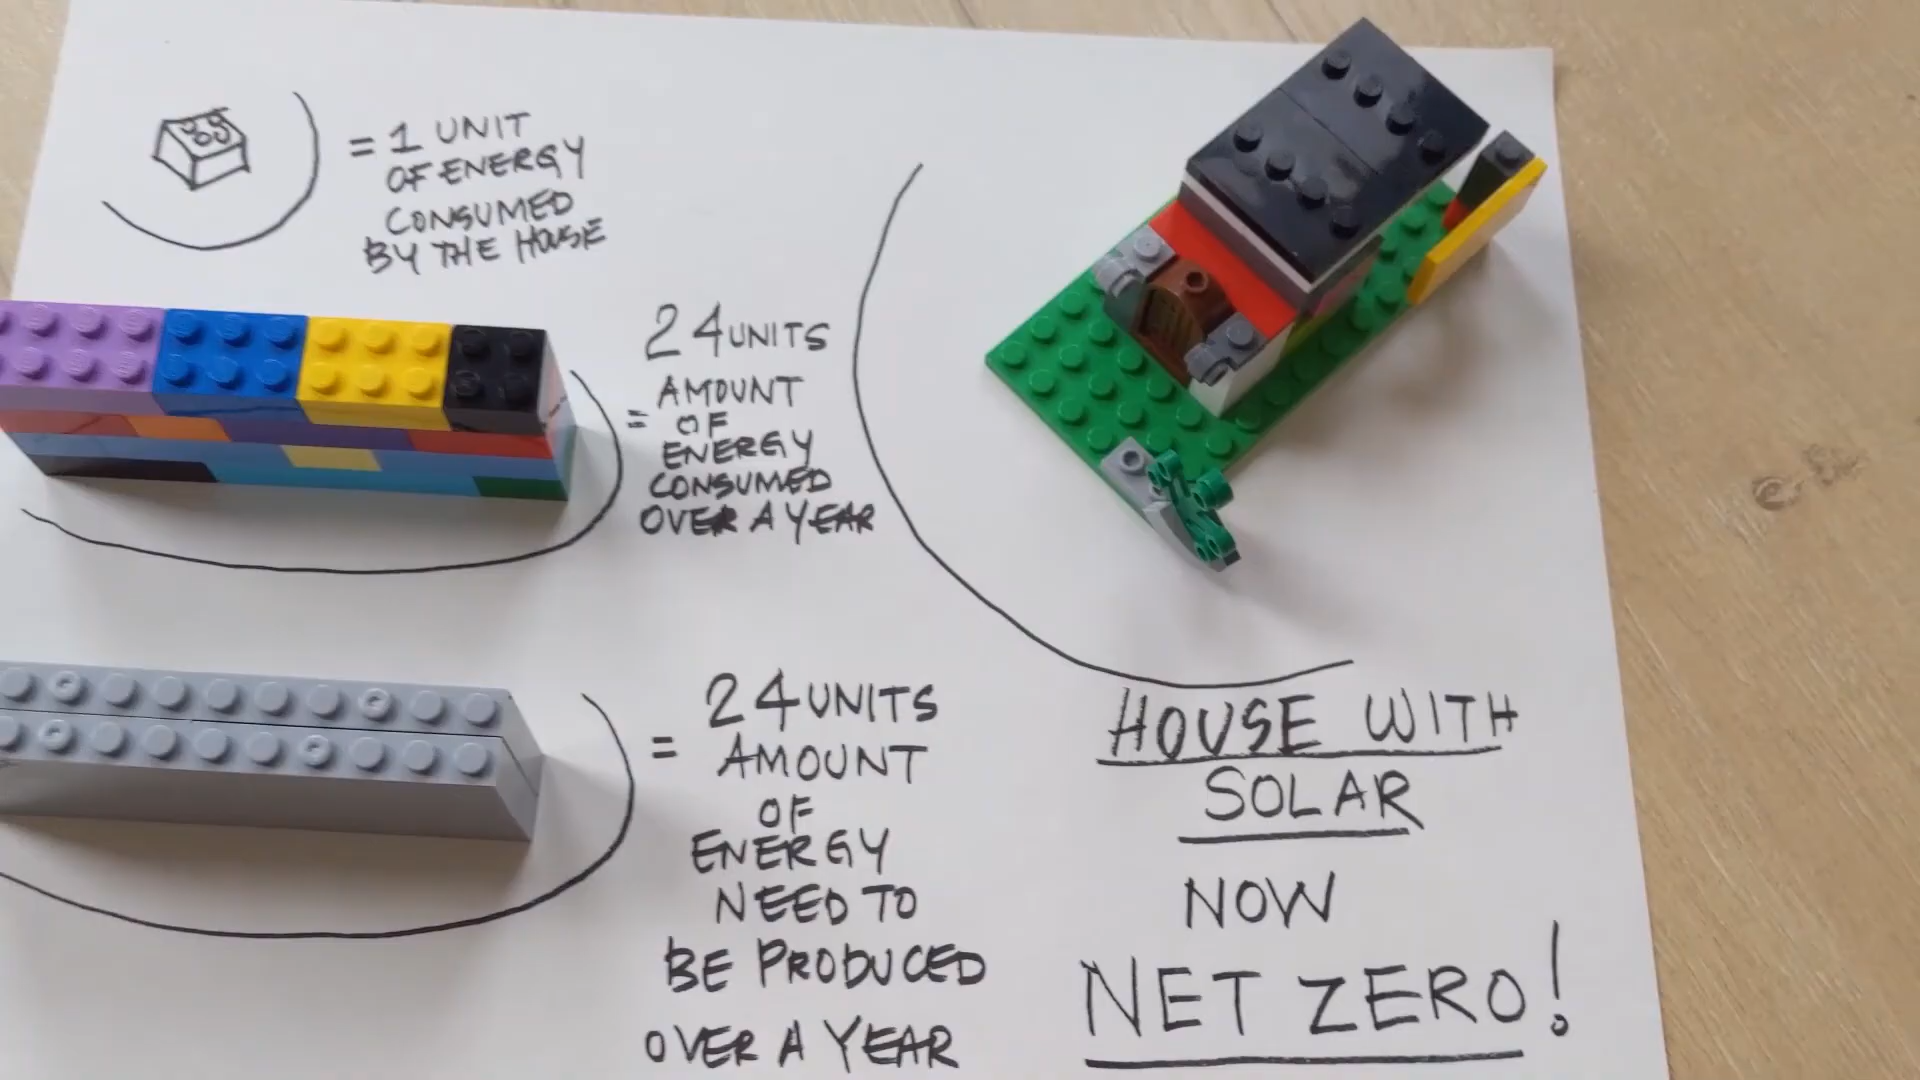 = 1 UNIT
OF ENERGY
CONSUMED
BY THE HOUSE
24 UNITS
AMOUNT
= OF
ENERGY
CONSUMED
OVER A YEAR
= 24 UNITS
AMOUNT
OF
ENERGY
NEED TO
BE PRODUCED
OVER A YEAR
HOUSE WITH
SOLAR
NOW
NET ZERO!